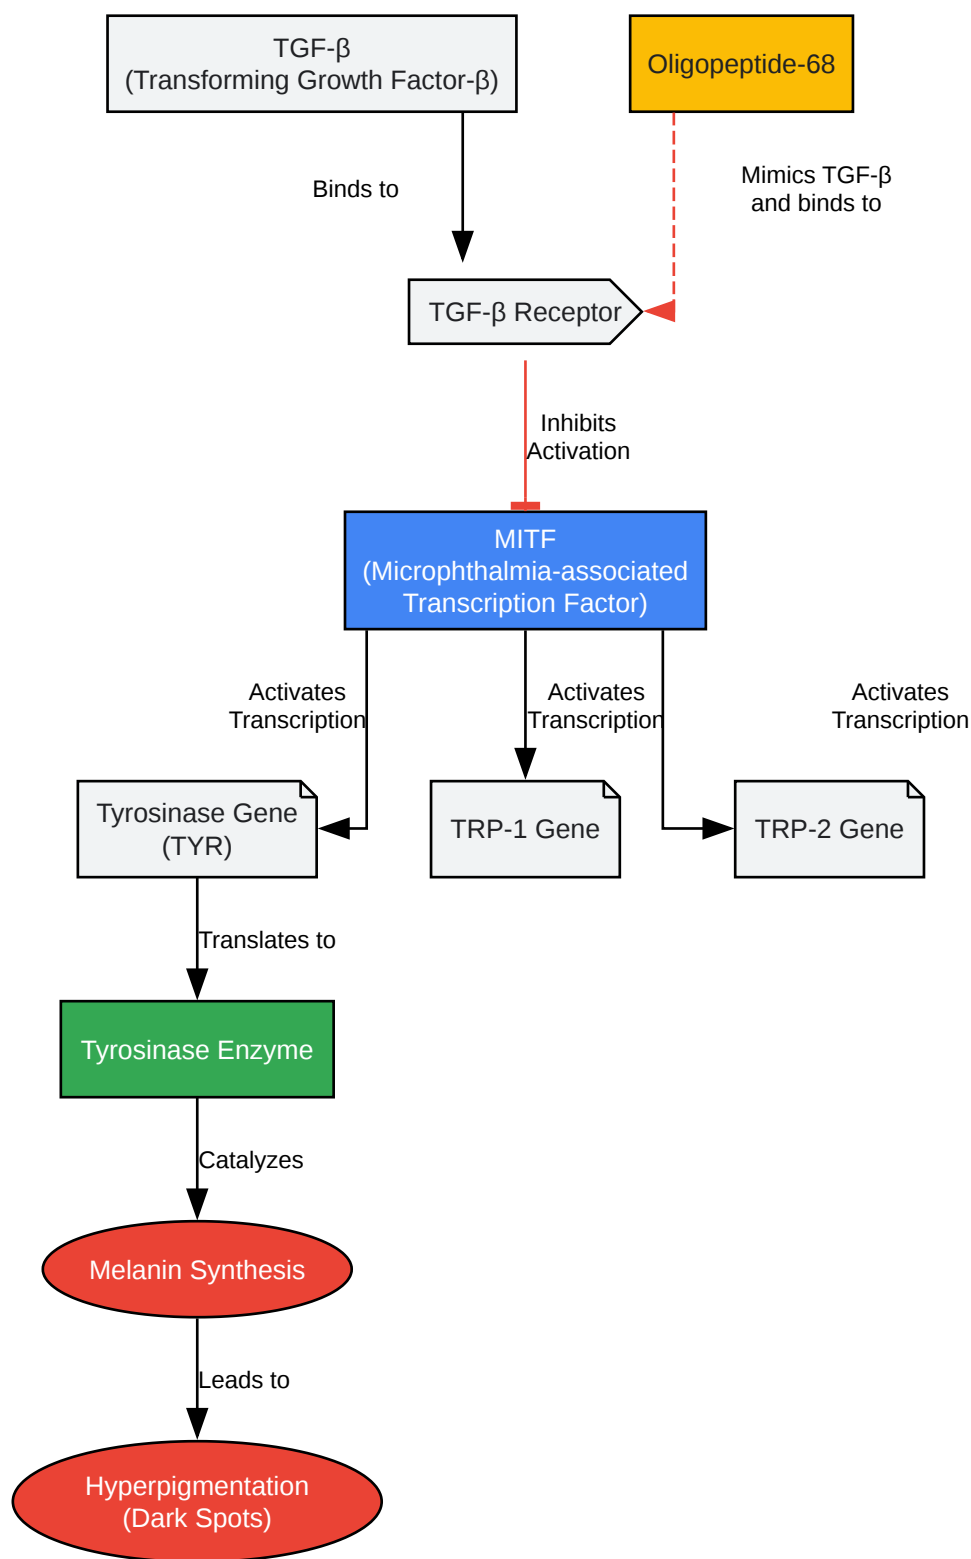 TGF-β
(Transforming Growth Factor-β)
Oligopeptide-68
Binds to
Mimics TGF-β
and binds to
TGF-β Receptor
Inhibits
Activation
MITF
(Microphthalmia-associated
Transcription Factor)
Activates
Transcription
Activates
Transcription
Activates
Transcription
Tyrosinase Gene
(TYR)
TRP-1 Gene
TRP-2 Gene
Translates to
Tyrosinase Enzyme
Catalyzes
Melanin Synthesis
Leads to
Hyperpigmentation
(Dark Spots)